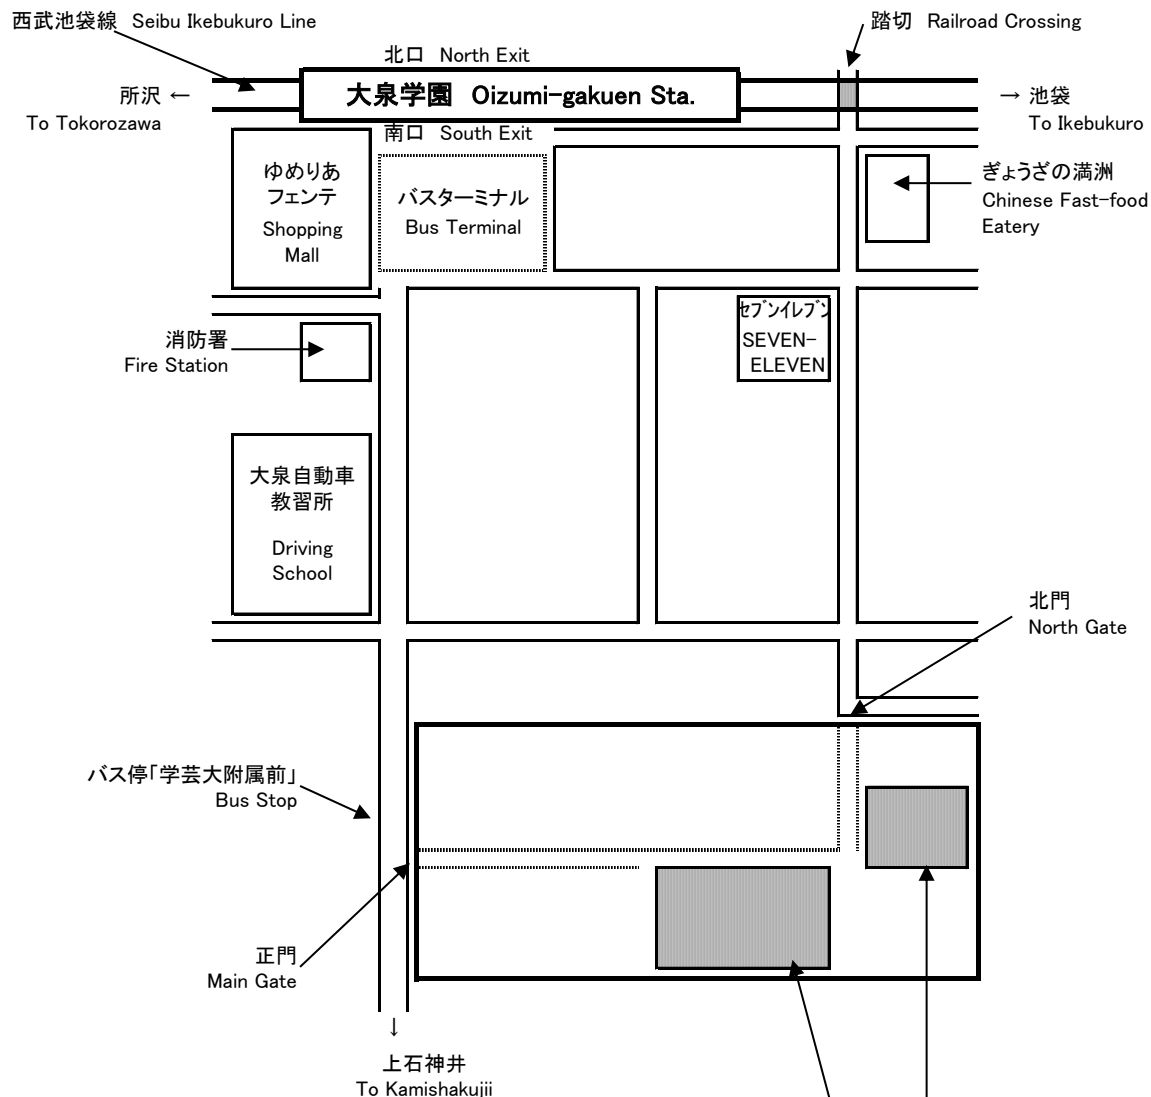 西武池袋線 Seibu Ikebukuro Line
踏切 Railroad Crossing
北口 North Exit
大泉学園 Oizumi-gakuen Sta.
所沢 ←
To Tokorozawa
→ 池袋
To Ikebukuro
南口 South Exit
ゆめりあ
フェンテ
Shopping
Mall
バスターミナル
Bus Terminal
ぎょうざの満洲
Chinese Fast-food
Eatery
セブンイレブン
SEVEN-
ELEVEN
消防署
Fire Station
大泉自動車
教習所
Driving
School
北門
North Gate
バス停「学芸大附属前」
Bus Stop
正門
Main Gate
↓
上石神井
To Kamishakujii